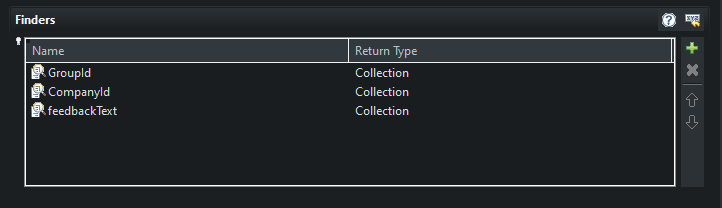 Finders
Name Return Type
GroupId Collection
CompanyId Collection
feedbackText Collection